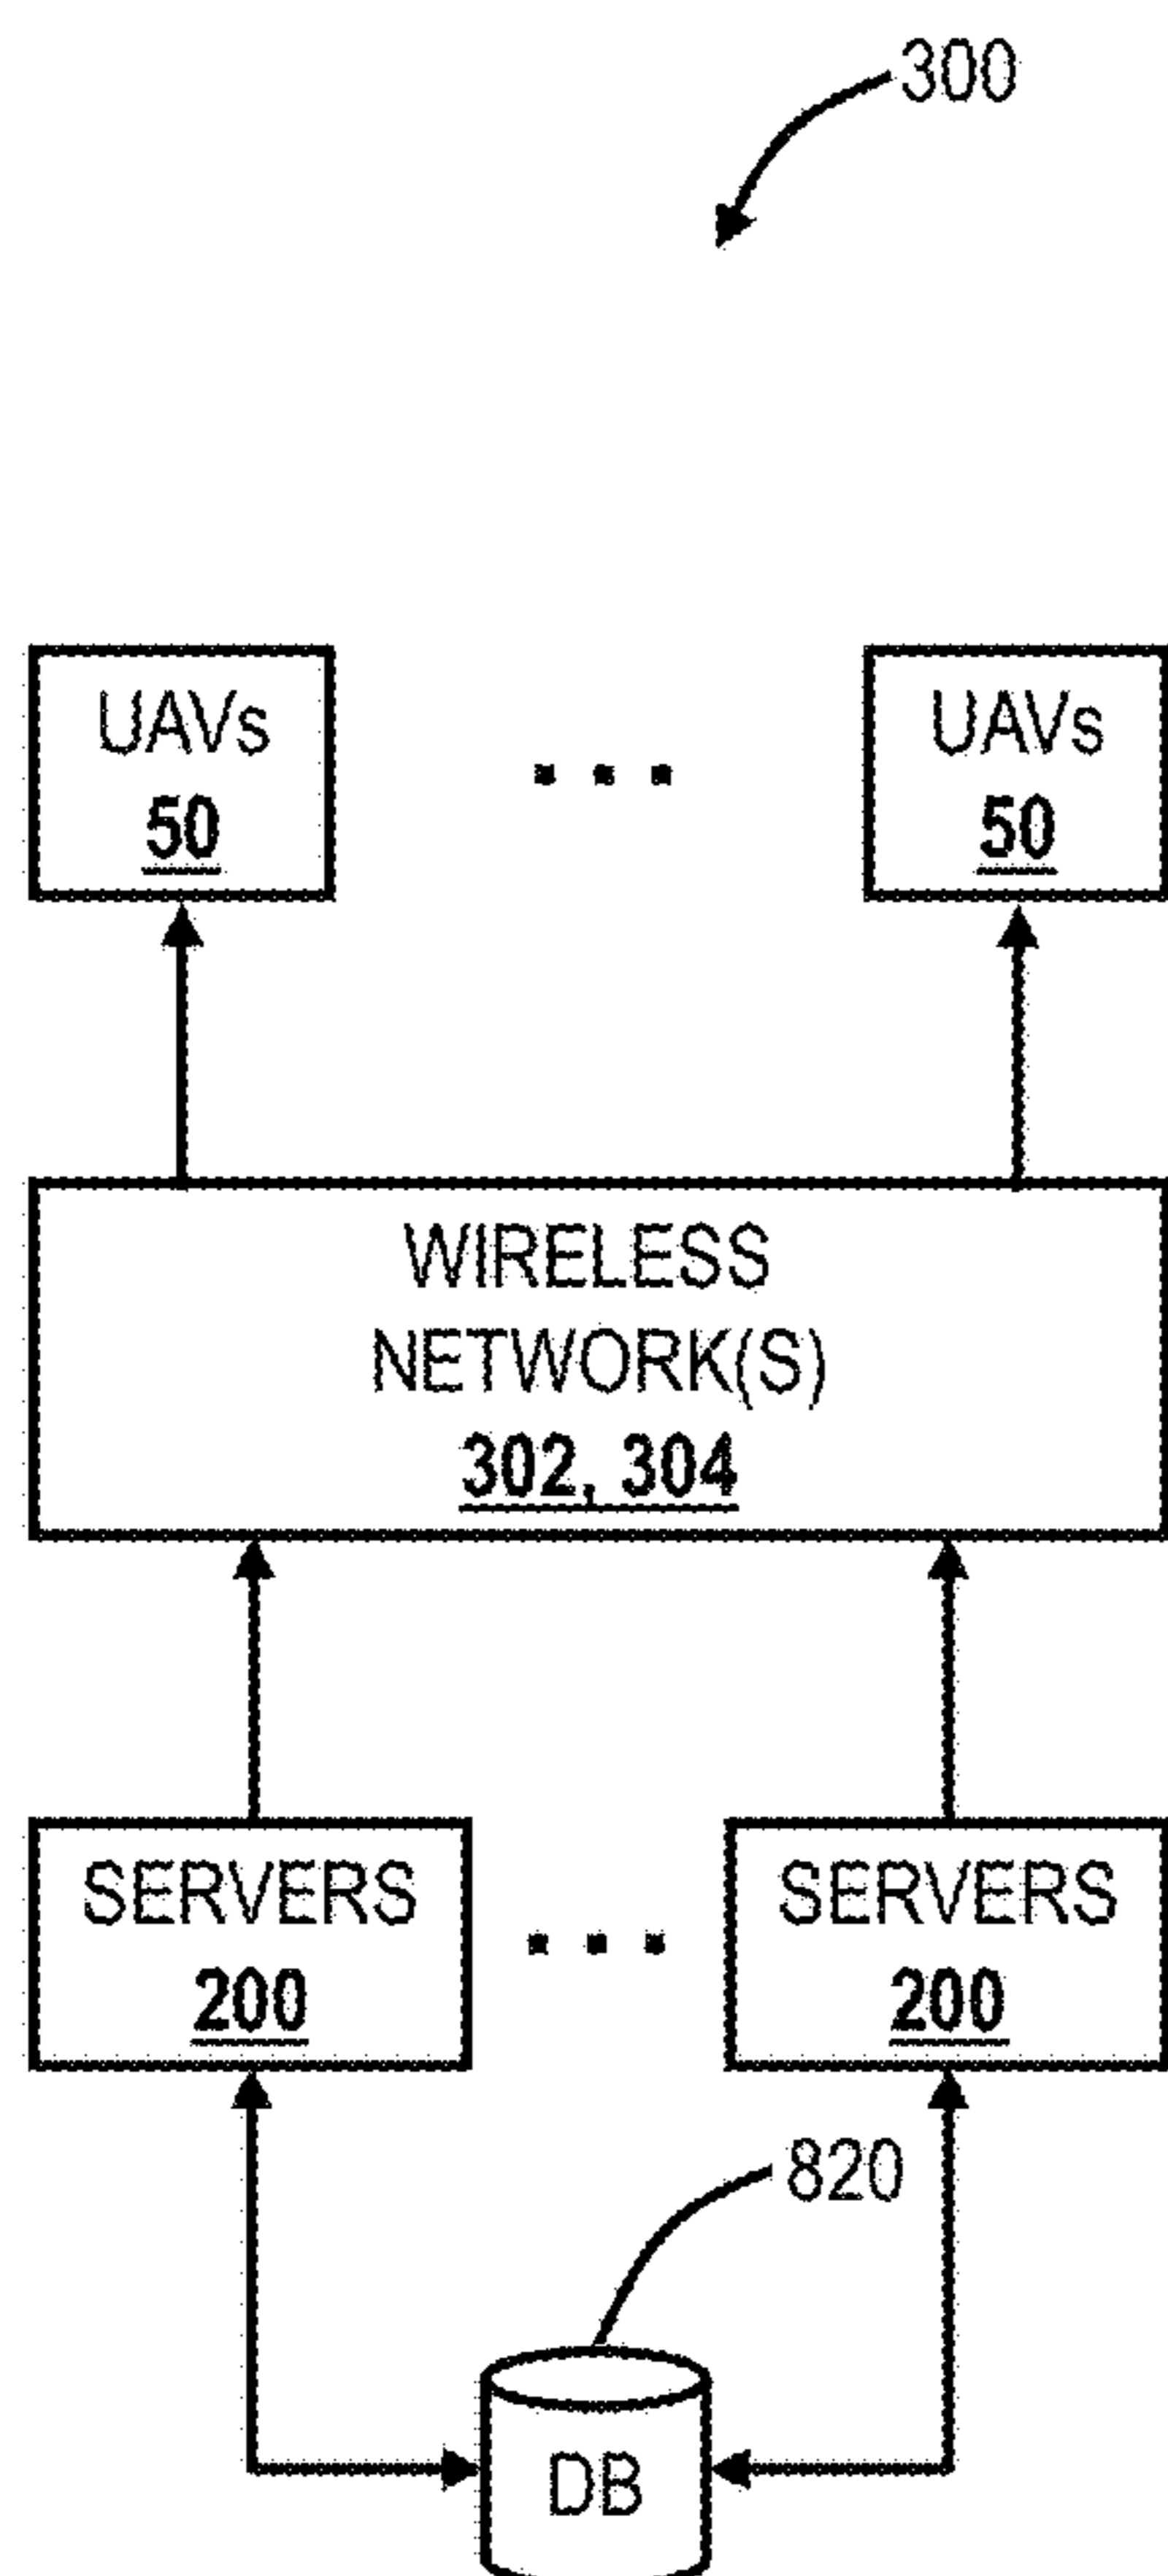 300
UAVs
50
UAVs
50
WIRELESS
NETWORK(S)
302, 304
SERVERS
200
SERVERS
200
820
DB